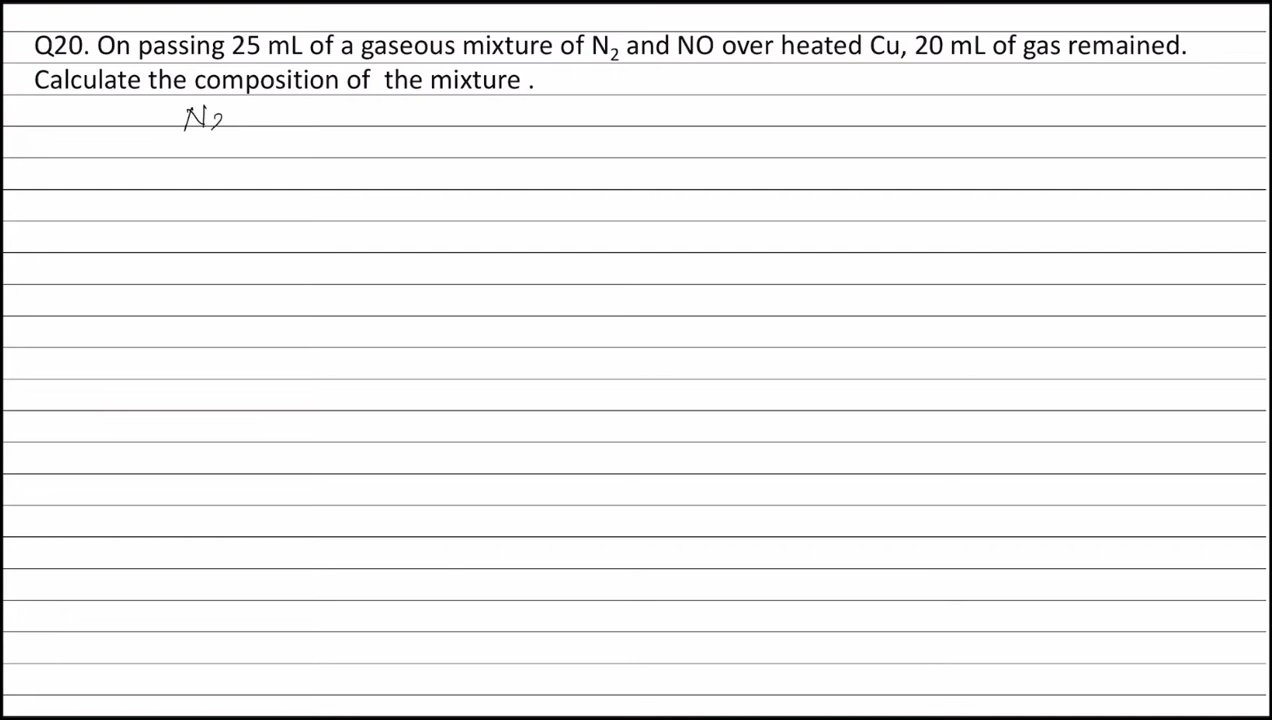 Q20. On passing 25 mL of a gaseous mixture of N₂ and NO over heated Cu, 20 mL of gas remained.
Calculate the composition of  the mixture .
N₂